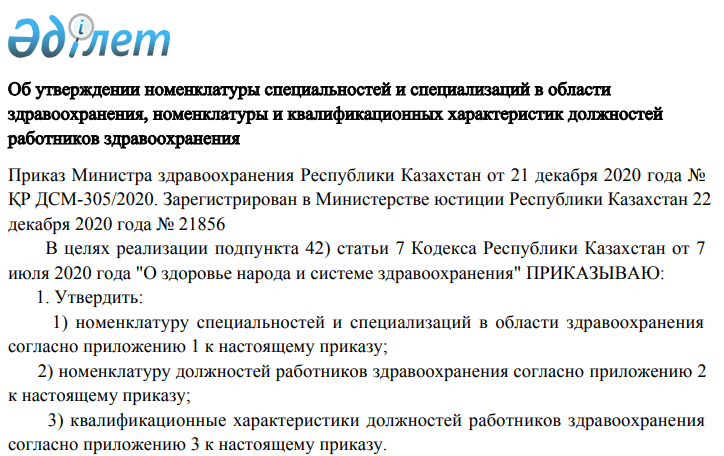 Әділет
Об утверждении номенклатуры специальностей и специализаций в области
здравоохранения, номенклатуры и квалификационных характеристик должностей
работников здравоохранения
Приказ Министра здравоохранения Республики Казахстан от 21 декабря 2020 года №
ҚР ДСМ-305/2020. Зарегистрирован в Министерстве юстиции Республики Казахстан 22
декабря 2020 года № 21856
В целях реализации подпункта 42) статьи 7 Кодекса Республики Казахстан от 7
июля 2020 года "О здоровье народа и системе здравоохранения" ПРИКАЗЫВАЮ:
1. Утвердить:
1) номенклатуру специальностей и специализаций в области здравоохранения
согласно приложению 1 к настоящему приказу;
2) номенклатуру должностей работников здравоохранения согласно приложению 2
к настоящему приказу;
3) квалификационные характеристики должностей работников здравоохранения
согласно приложению 3 к настоящему приказу.